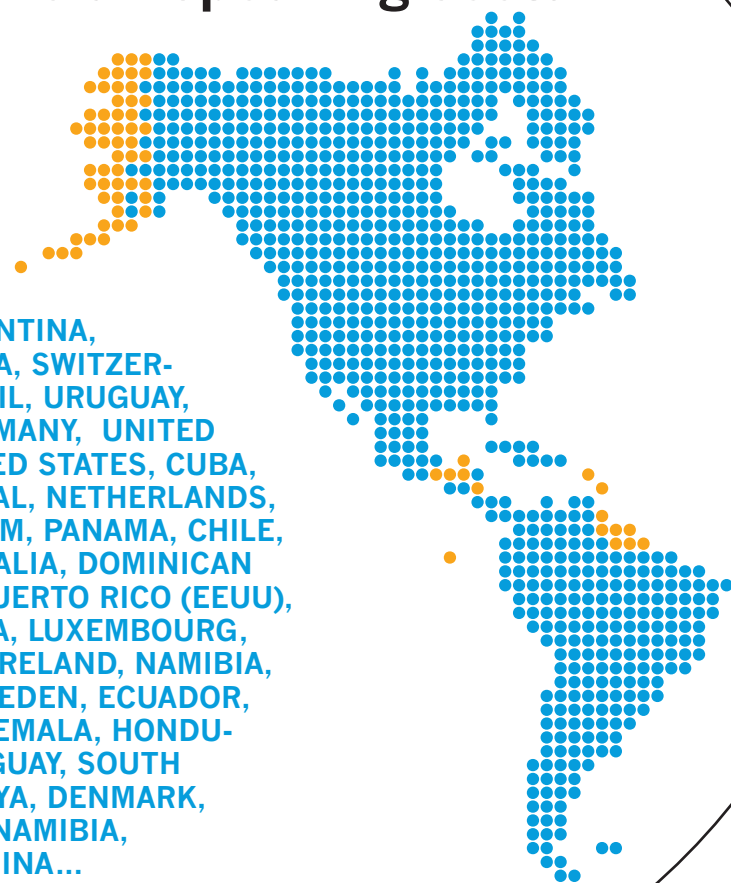 NTINA,
A, SWITZER-
IL, URUGUAY,
MANY, UNITED
ED STATES, CUBA,
AL, NETHERLANDS,
M, PANAMA, CHILE,
ALIA, DOMINICAN
UERTO RICO (EEUU),
A, LUXEMBOURG,
RELAND, NAMIBIA,
EDEN, ECUADOR,
EMALA, HONDU-
GUAY, SOUTH
YA, DENMARK,
NAMIBIA,
INA...